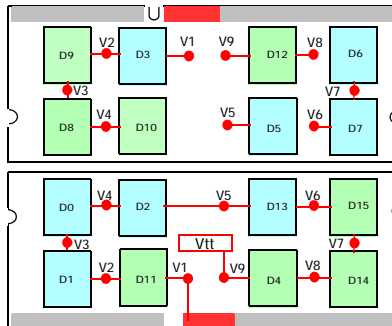 D9 V2 D3 V1 V9 D12 V8 D6
V3 V7
D8 V4 D10 V5 D5 V6 D7
D0 V4 D2 V5 D13 V6 D15
V3 Vtt V7
D1 V2 D11 V1 V9 D4 V8 D14